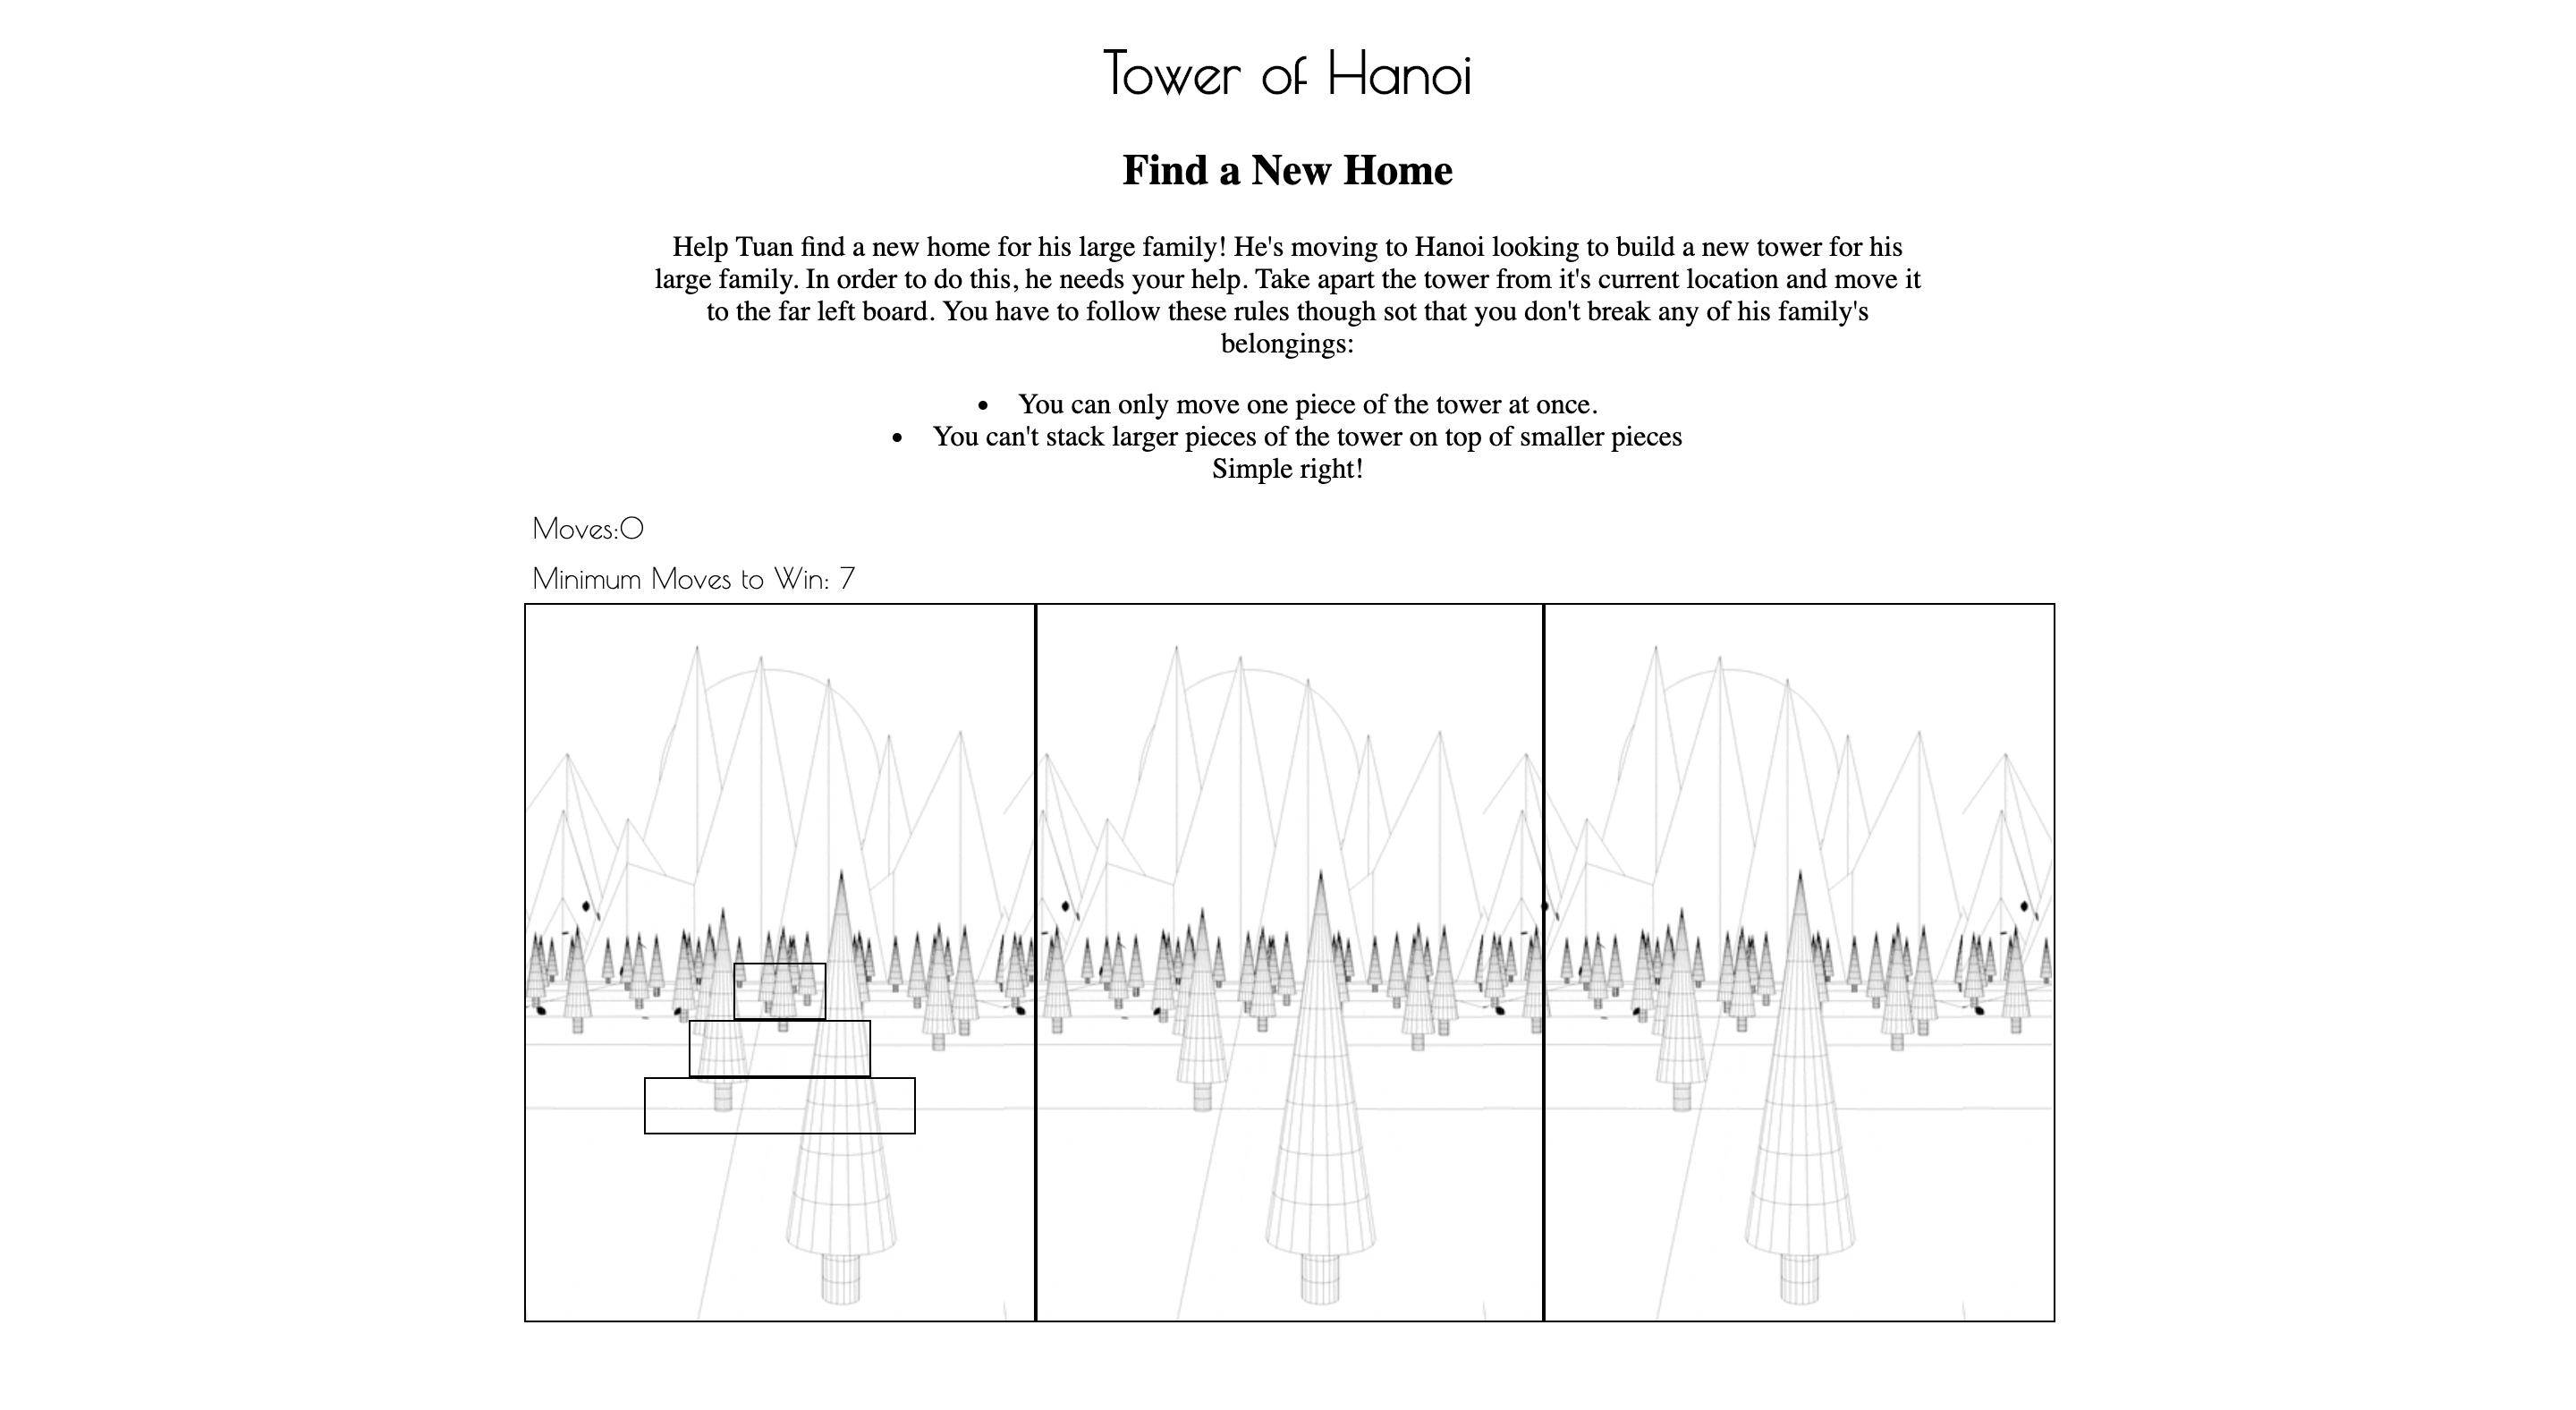 Tower of Hanoi
Find a New Home
Help Tuan find a new home for his large family! He's moving to Hanoi looking to build a new tower for his
large family. In order to do this, he needs your help. Take apart the tower from it's current location and move it
to the far left board. You have to follow these rules though sot that you don't break any of his family's
belongings:
• You can only move one piece of the tower at once.
• You can't stack larger pieces of the tower on top of smaller pieces
Simple right!
Moves:0
Minimum Moves to Win: 7